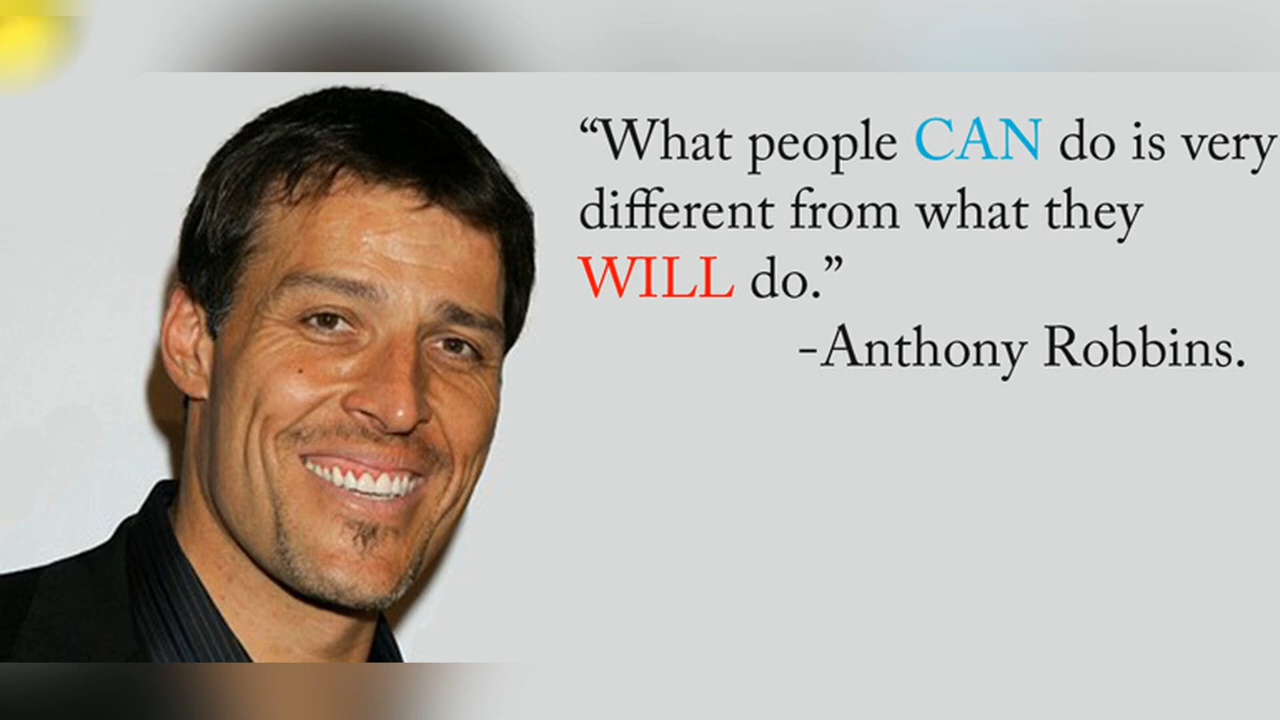 “What people CAN do is very
different from what they
WILL do.”
-Anthony Robbins.